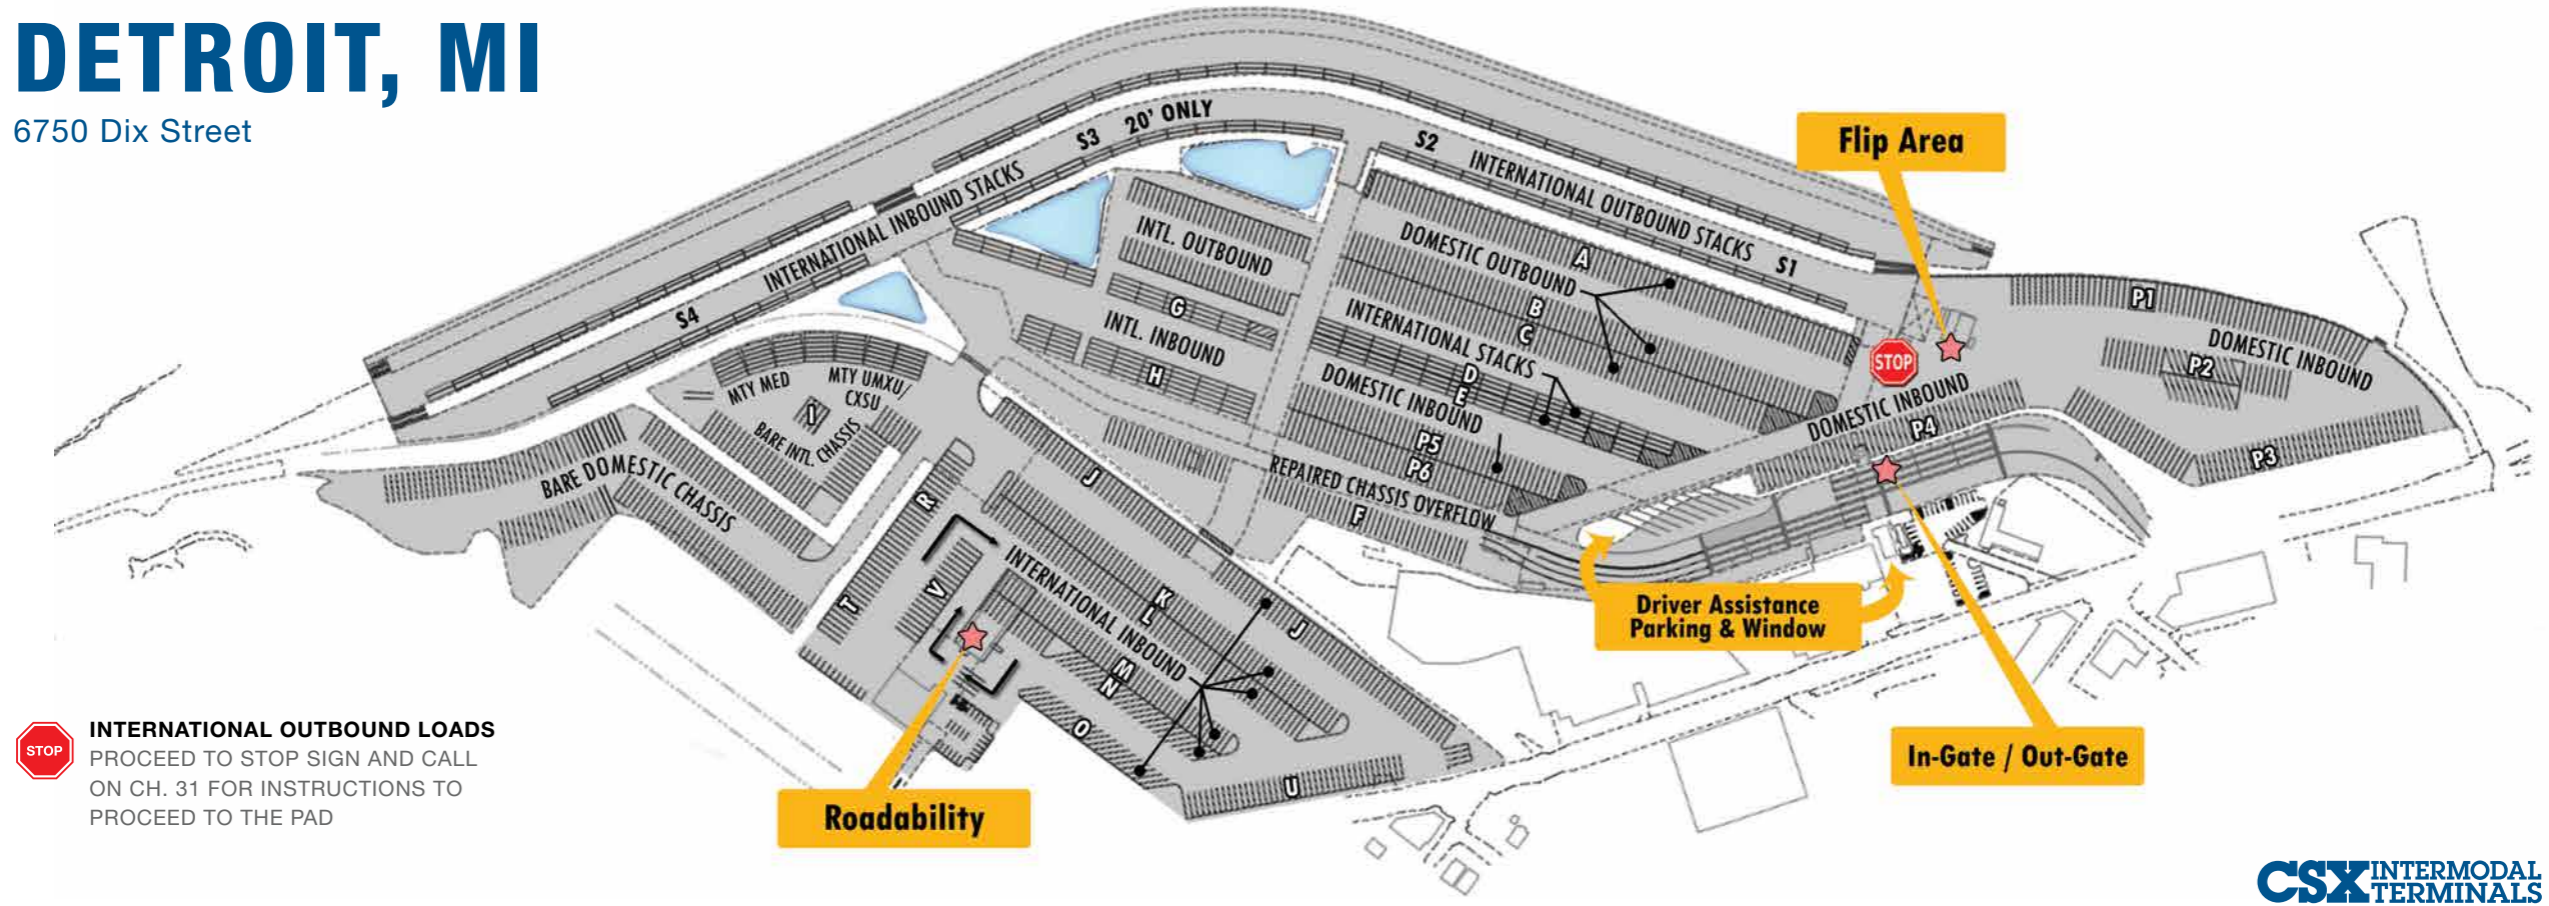 DETROIT, MI
6750 Dix Street
S3 20' ONLY
S2
INTERNATIONAL OUTBOUND STACKS
S1
Flip Area
INTERNATIONAL INBOUND STACKS
S4
INTL. OUTBOUND
G
INTL. INBOUND
H
DOMESTIC OUTBOUND
A
B
C
INTERNATIONAL STACKS
D
E
DOMESTIC INBOUND
P5
P6
REPAIRED CHASSIS OVERFLOW
F
STOP
P1
DOMESTIC INBOUND
P2
P3
DOMESTIC INBOUND
P4
MTY MED
MTY UMXU/
CXSU
I
BARE INTL. CHASSIS
BARE DOMESTIC CHASSIS
R
T
V
J
INTERNATIONAL INBOUND
K
L
J
M
N
O
U
Driver Assistance
Parking & Window
In-Gate / Out-Gate
Roadability
STOP
INTERNATIONAL OUTBOUND LOADS
PROCEED TO STOP SIGN AND CALL
ON CH. 31 FOR INSTRUCTIONS TO
PROCEED TO THE PAD
CSX INTERMODAL
TERMINALS